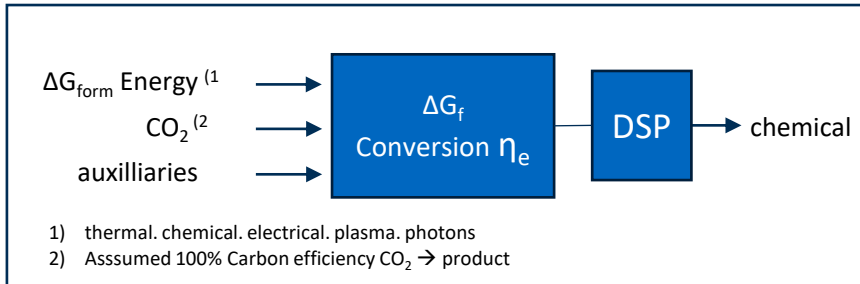 ΔGform Energy (1
CO2 (2
auxilliaries
ΔGf
Conversion ηe
DSP
chemical
1) thermal. chemical. electrical. plasma. photons
2) Asssumed 100% Carbon efficiency CO2 → product